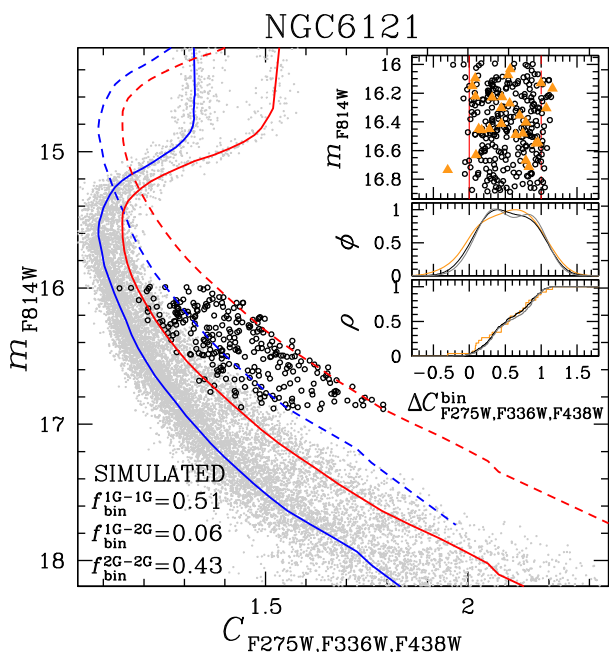 NGC6121
15
16
17
18
m F814W
1.5
2
C F275W,F336W,F438W
SIMULATED
f 1G-1G bin =0.51
f 1G-2G bin =0.06
f 2G-2G bin =0.43
16
16.2
16.4
16.6
16.8
m F814W
1
0.5
0
ϕ
1
0.5
0
ρ
-0.5
0
0.5
1
1.5
ΔC bin F275W,F336W,F438W